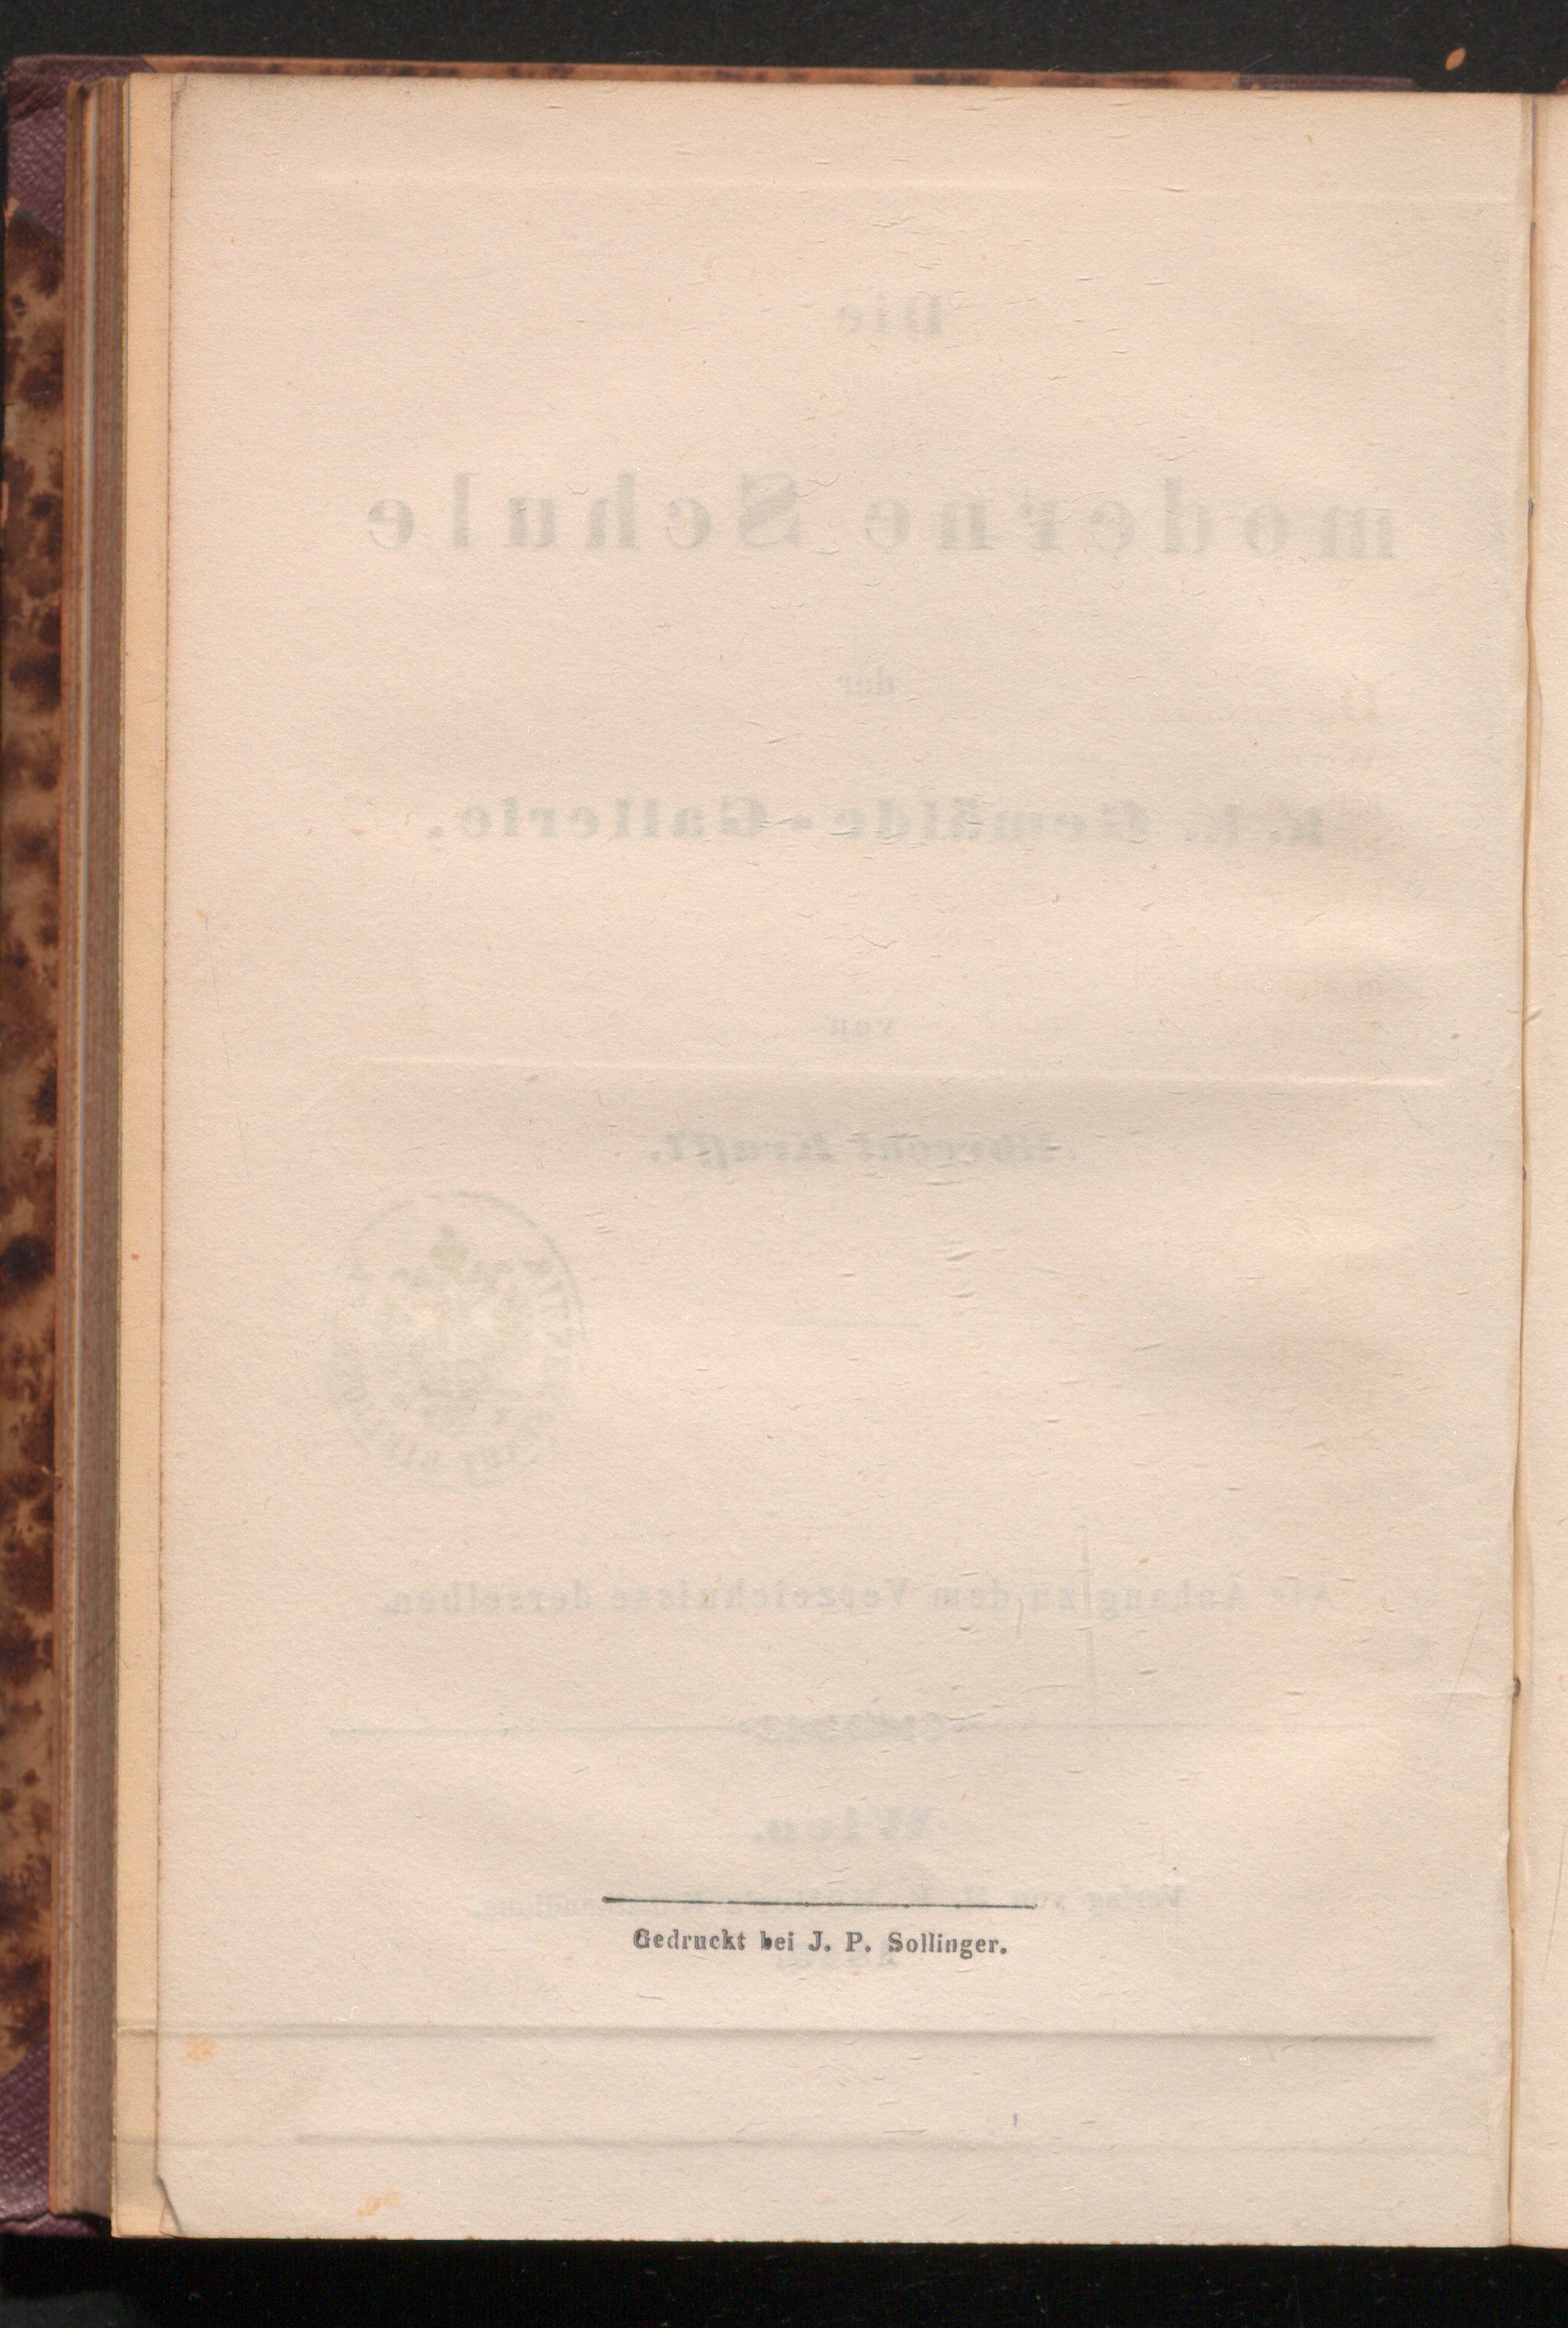 Gedruckt bei J. P. Sollinger.